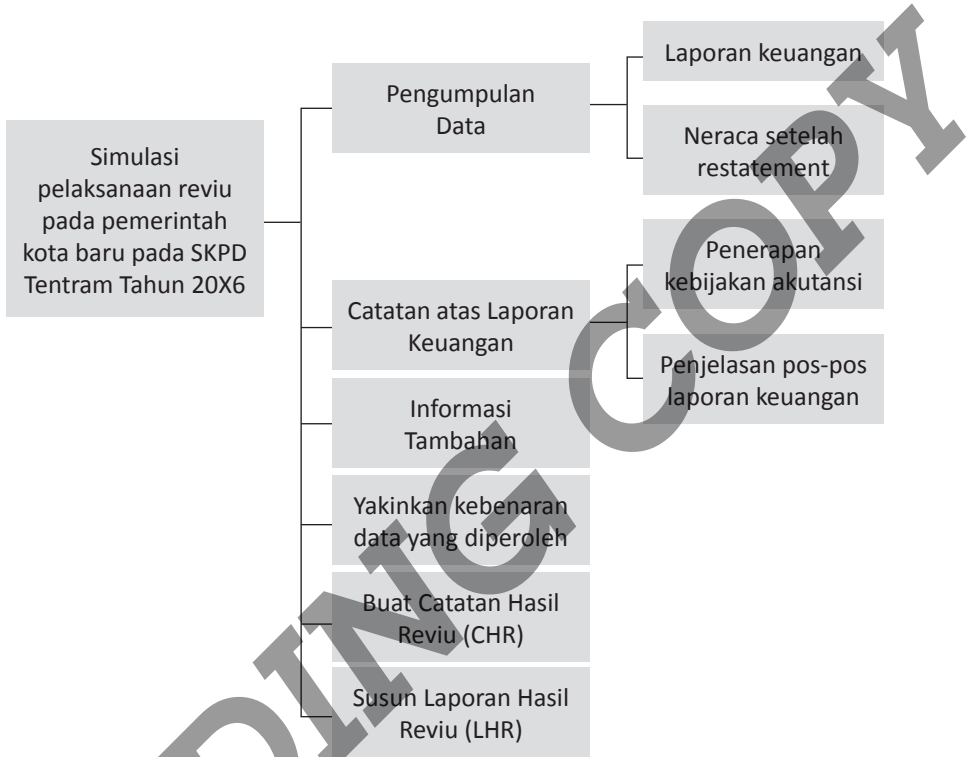 Simulasi
pelaksanaan reviu
pada pemerintah
kota baru pada SKPD
Tentram Tahun 20X6
Pengumpulan
Data
Laporan keuangan
Neraca setelah
restatement
Catatan atas Laporan
Keuangan
Penerapan
kebijakan akutansi
Penjelasan pos-pos
laporan keuangan
Informasi
Tambahan
Yakinkan kebenaran
data yang diperoleh
Buat Catatan Hasil
Reviu (CHR)
Susun Laporan Hasil
Reviu (LHR)
DING COPY